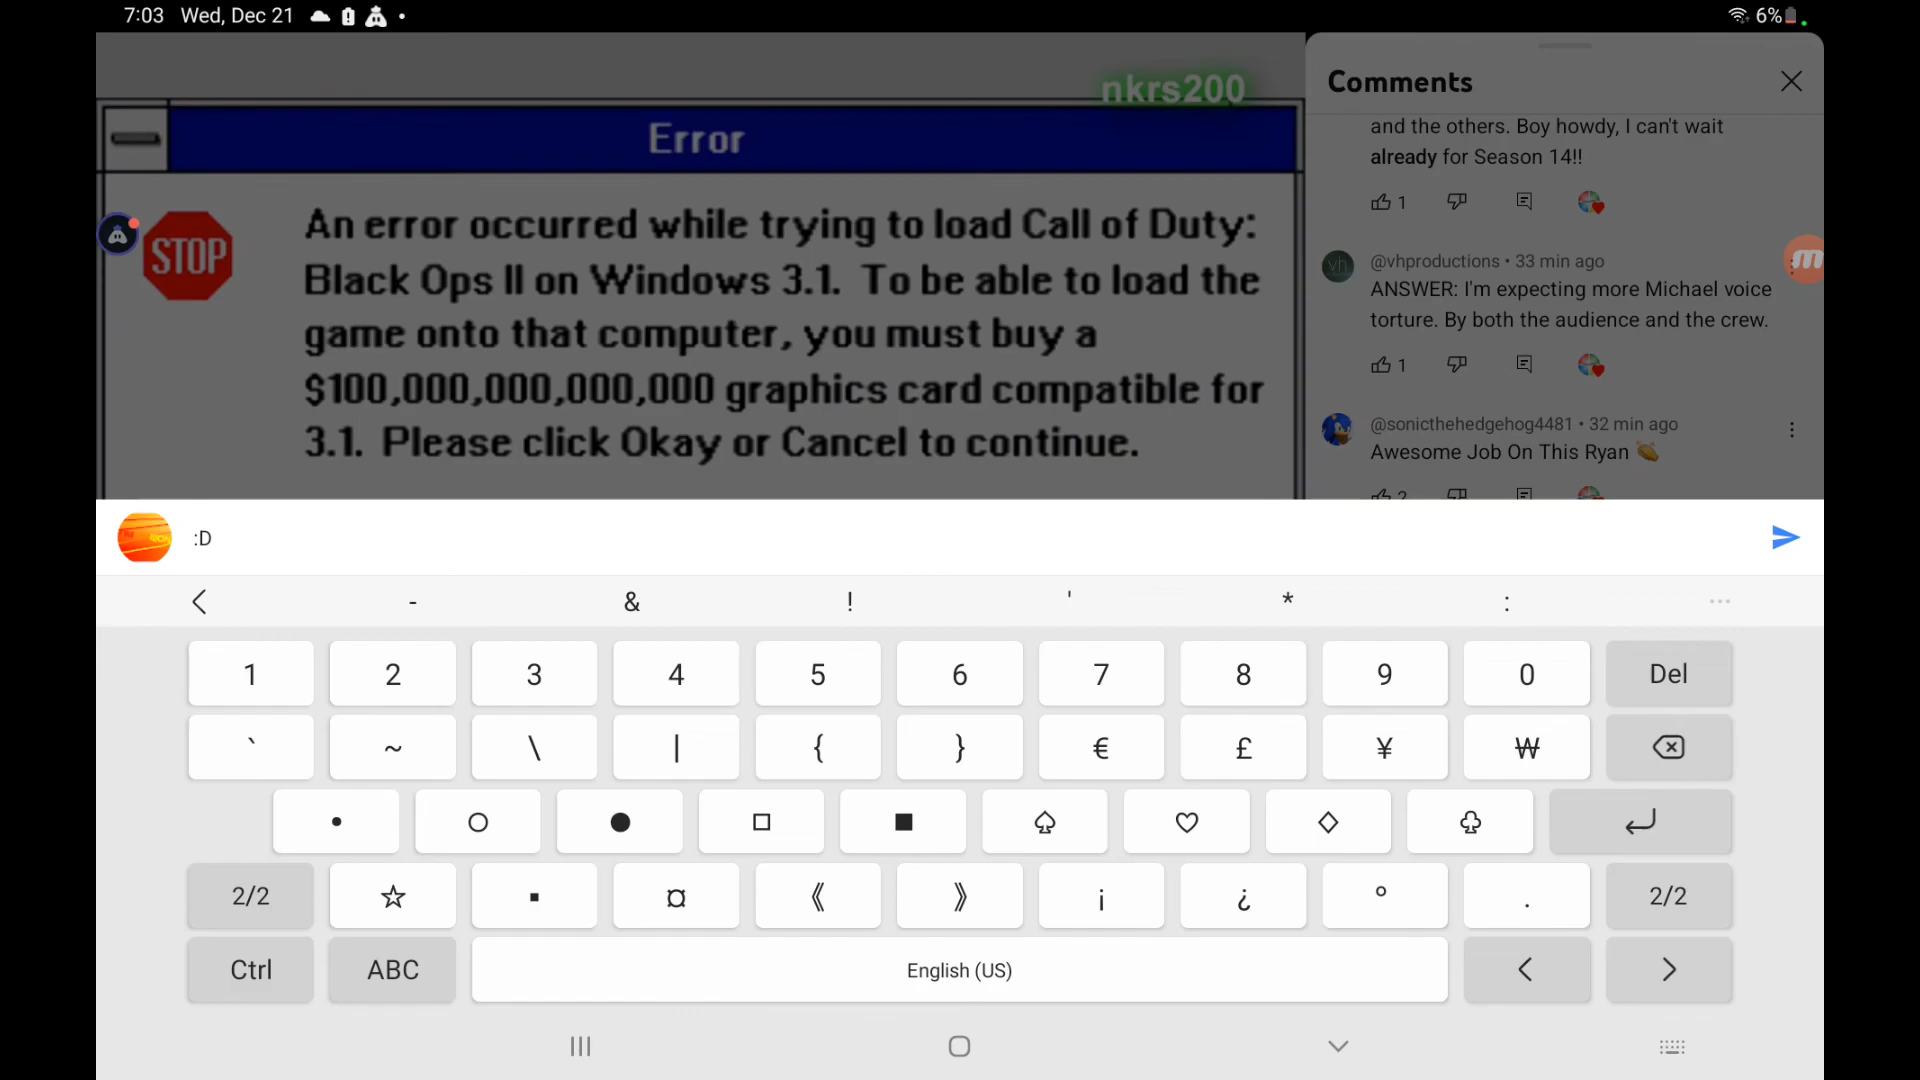 7:03 Wed, Dec 21
6%
nkrs200
Error
STOP
An error occurred while trying to load Call of Duty:
Black Ops II on Windows 3.1. To be able to load the
game onto that computer, you must buy a
$100,000,000,000,000 graphics card compatible for
3.1. Please click Okay or Cancel to continue.
Comments
and the others. Boy howdy, I can't wait
already for Season 14!!
1
vh
@vhproductions • 33 min ago
ANSWER: I'm expecting more Michael voice
torture. By both the audience and the crew.
1
@sonicthehedgehog4481 • 32 min ago
Awesome Job On This Ryan 👏
2
:D
- & ! ' * : ...
1 2 3 4 5 6 7 8 9 0 Del
` ~ \ | { } € £ ¥ ₩
• ○ ● □ ■ ♤ ♡ ◇ ♧
2/2 ☆ ▪ ¤ 《 》 ¡ ¿ ° . 2/2
Ctrl ABC English (US) < >